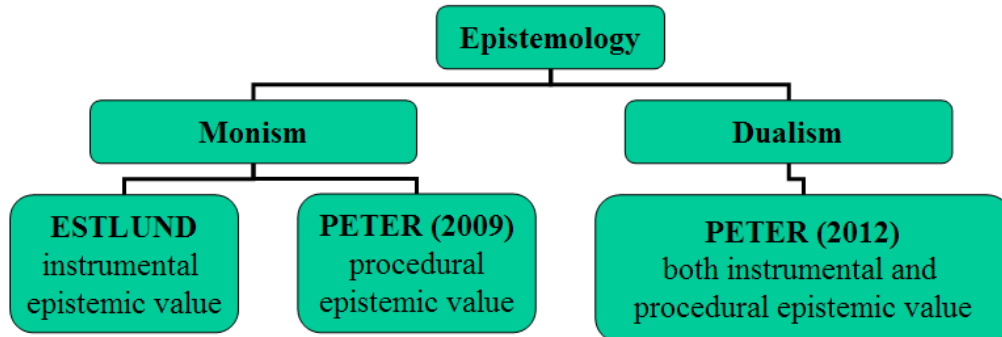 Epistemology
Monism
Dualism
ESTLUND
instrumental
epistemic value
PETER (2009)
procedural
epistemic value
PETER (2012)
both instrumental and
procedural epistemic value